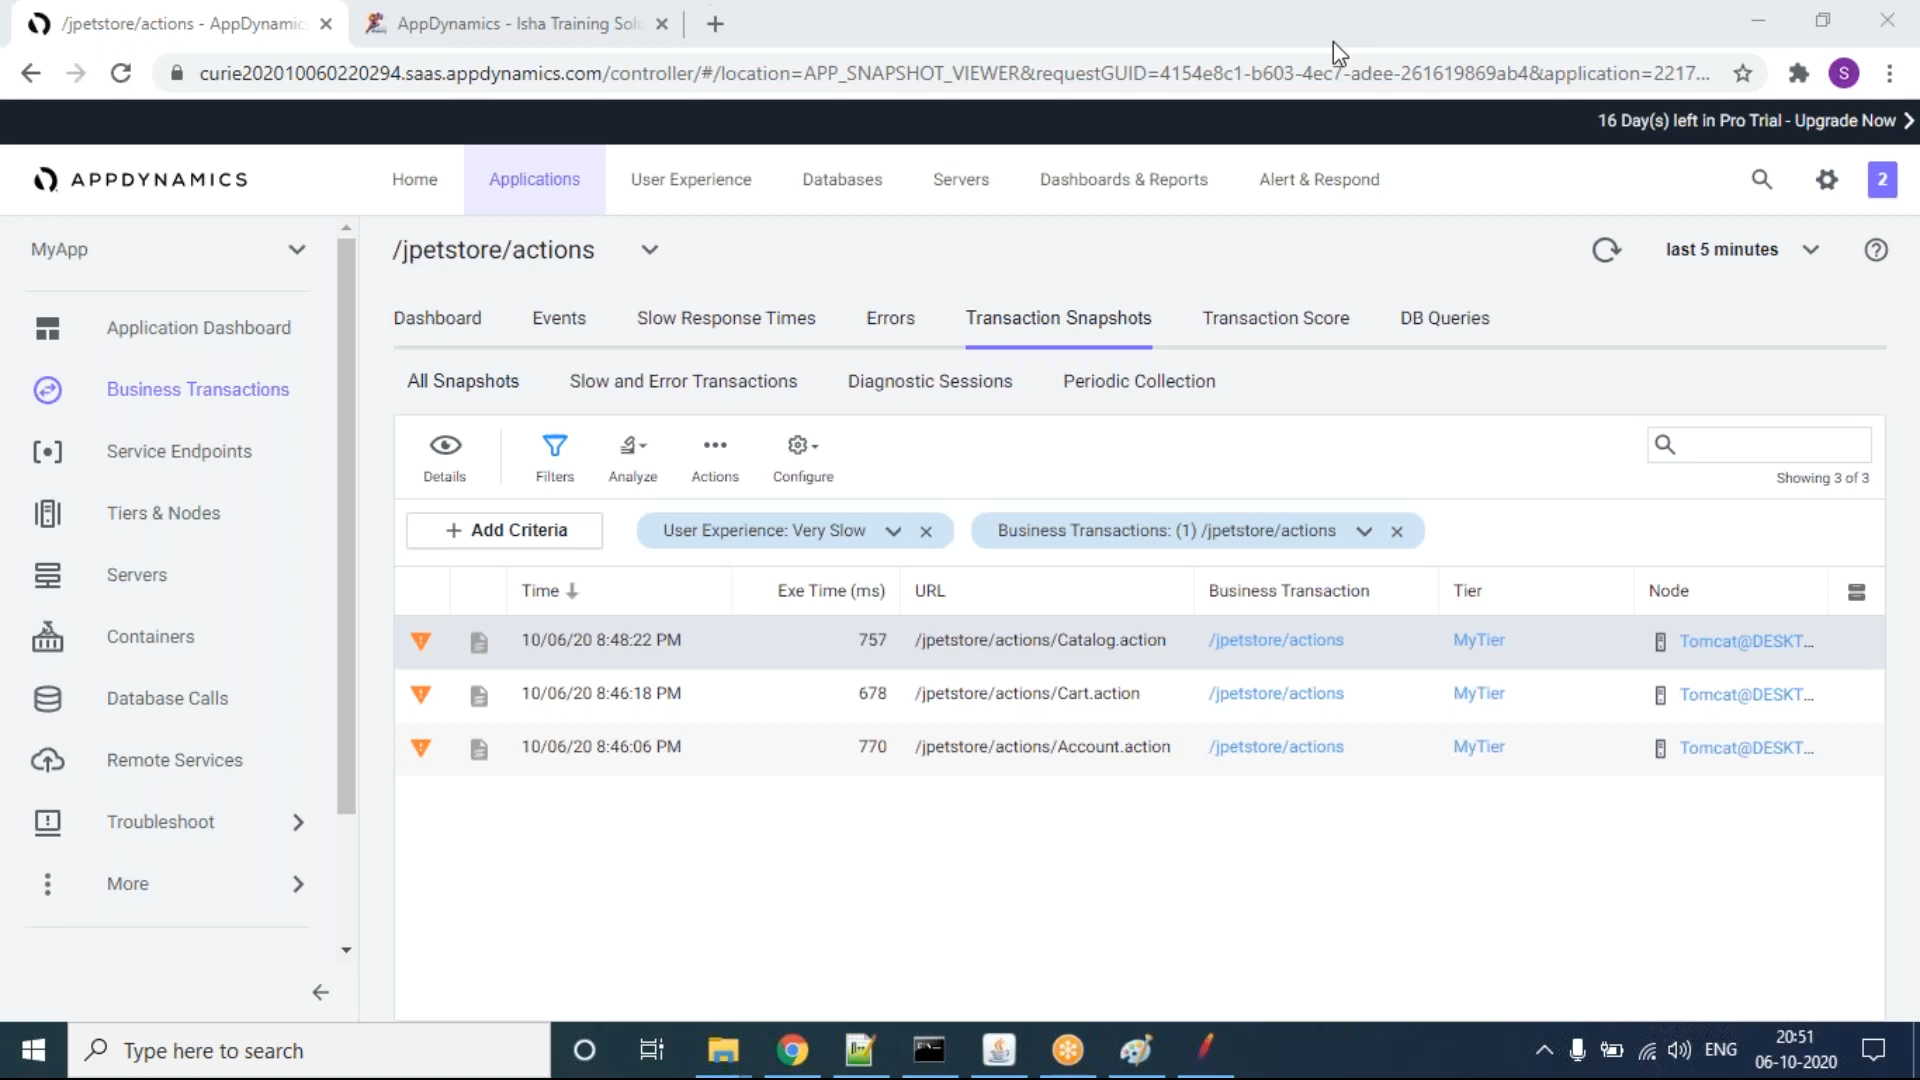 /jpetstore/actions - AppDynamic
AppDynamics - Isha Training Solu
curie202010060220294.saas.appdynamics.com/controller/#/location=APP_SNAPSHOT_VIEWER&requestGUID=4154e8c1-b603-4ec7-adee-261619869ab4&application=2217...
S
16 Day(s) left in Pro Trial - Upgrade Now
APPDYNAMICS
Home
Applications
User Experience
Databases
Servers
Dashboards & Reports
Alert & Respond
2
MyApp
/jpetstore/actions
last 5 minutes
Dashboard
Events
Slow Response Times
Errors
Transaction Snapshots
Transaction Score
DB Queries
Application Dashboard
Business Transactions
Service Endpoints
Tiers & Nodes
Servers
Containers
Database Calls
Remote Services
Troubleshoot
More
All Snapshots
Slow and Error Transactions
Diagnostic Sessions
Periodic Collection
Details
Filters
Analyze
Actions
Configure
Showing 3 of 3
+ Add Criteria
User Experience: Very Slow
Business Transactions: (1) /jpetstore/actions
Time Exe Time (ms) URL Business Transaction Tier Node
10/06/20 8:48:22 PM 757 /jpetstore/actions/Catalog.action /jpetstore/actions MyTier Tomcat@DESKT...
10/06/20 8:46:18 PM 678 /jpetstore/actions/Cart.action /jpetstore/actions MyTier Tomcat@DESKT...
10/06/20 8:46:06 PM 770 /jpetstore/actions/Account.action /jpetstore/actions MyTier Tomcat@DESKT...
Type here to search
ENG
20:51
06-10-2020